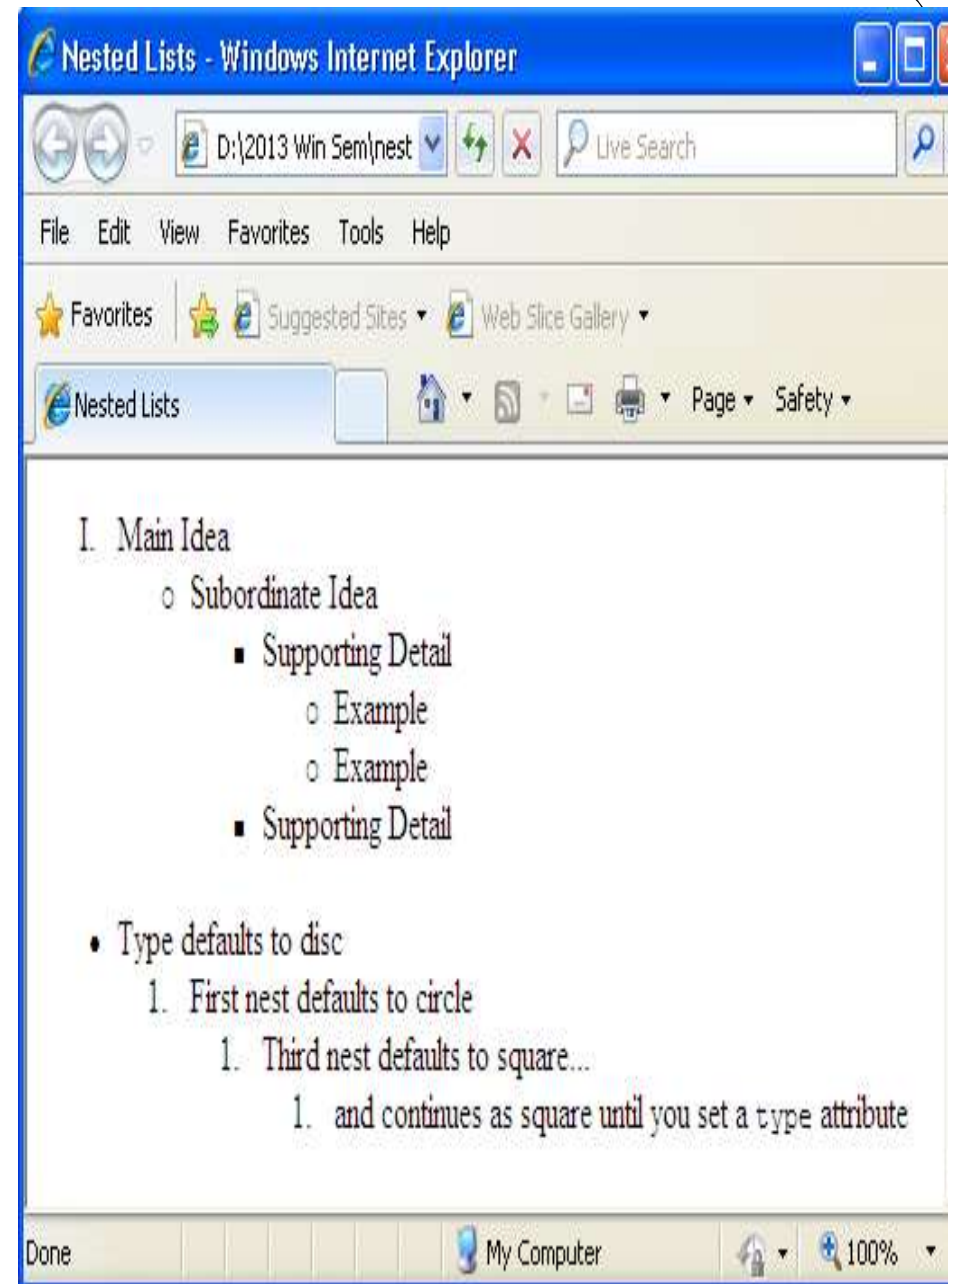 Nested Lists - Windows Internet Explorer
D:\2013 Win Sem\nest Live Search
File Edit View Favorites Tools Help
Favorites Suggested Sites Web Slice Gallery
Nested Lists Page Safety
I. Main Idea
o Subordinate Idea
▪ Supporting Detail
o Example
o Example
▪ Supporting Detail
• Type defaults to disc
1. First nest defaults to circle
1. Third nest defaults to square...
1. and continues as square until you set a type attribute
Done My Computer 100%